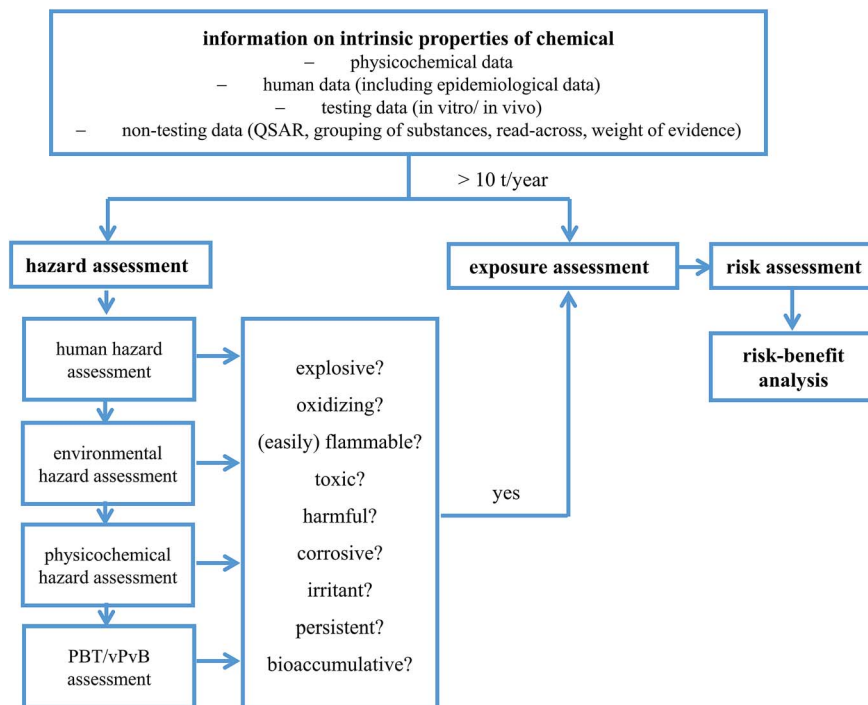 information on intrinsic properties of chemical
– physicochemical data
– human data (including epidemiological data)
– testing data (in vitro/ in vivo)
– non-testing data (QSAR, grouping of substances, read-across, weight of evidence)
> 10 t/year
hazard assessment
exposure assessment
risk assessment
human hazard
assessment
environmental
hazard assessment
physicochemical
hazard assessment
PBT/vPvB
assessment
explosive?
oxidizing?
(easily) flammable?
toxic?
harmful?
corrosive?
irritant?
persistent?
bioaccumulative?
yes
risk-benefit
analysis